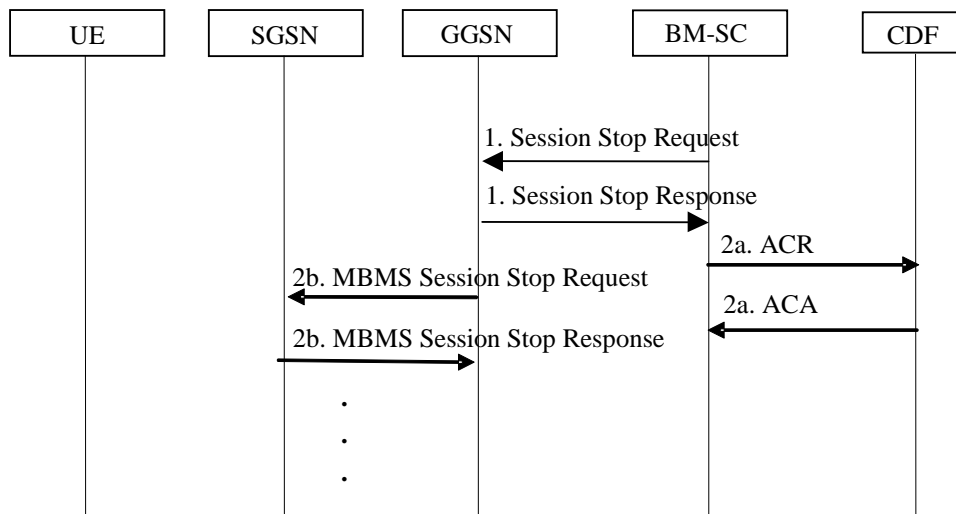 UE
SGSN
GGSN
BM-SC
CDF
1. Session Stop Request
1. Session Stop Response
2a. ACR
2b. MBMS Session Stop Request
2a. ACA
2b. MBMS Session Stop Response
.
.
.